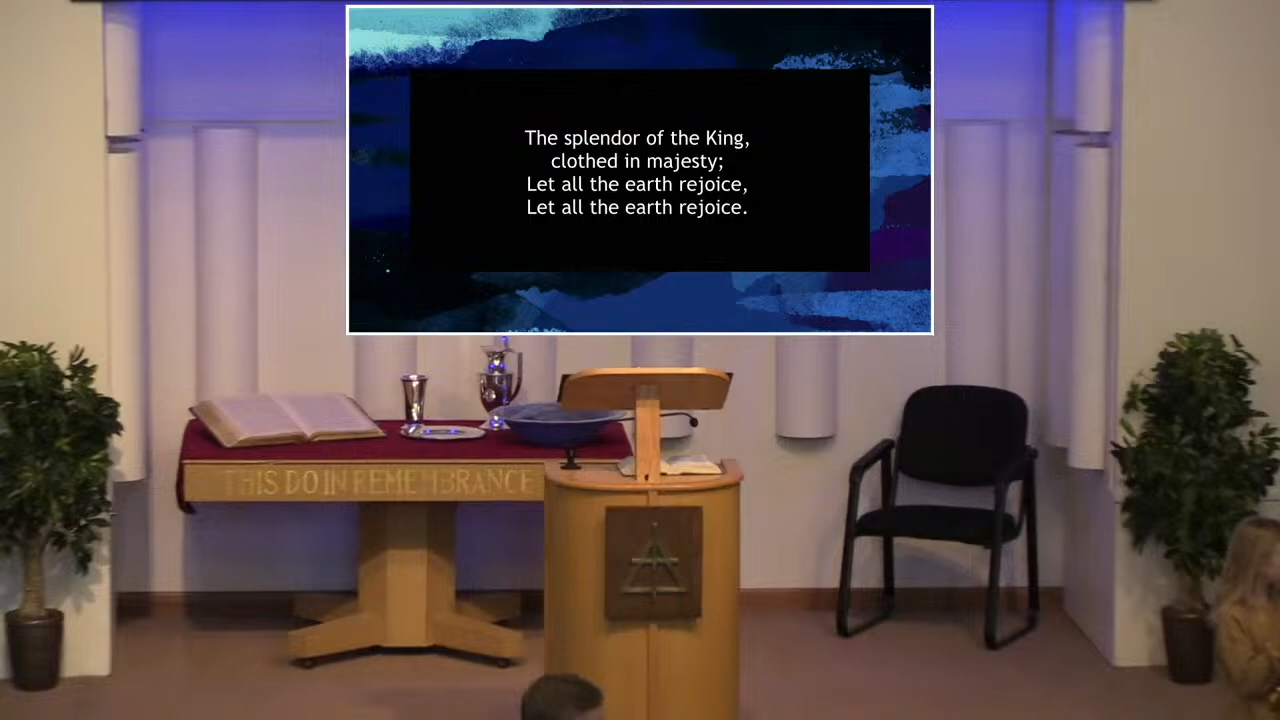 The splendor of the King,
clothed in majesty;
Let all the earth rejoice,
Let all the earth rejoice.
THIS DO IN REMEMBRANCE